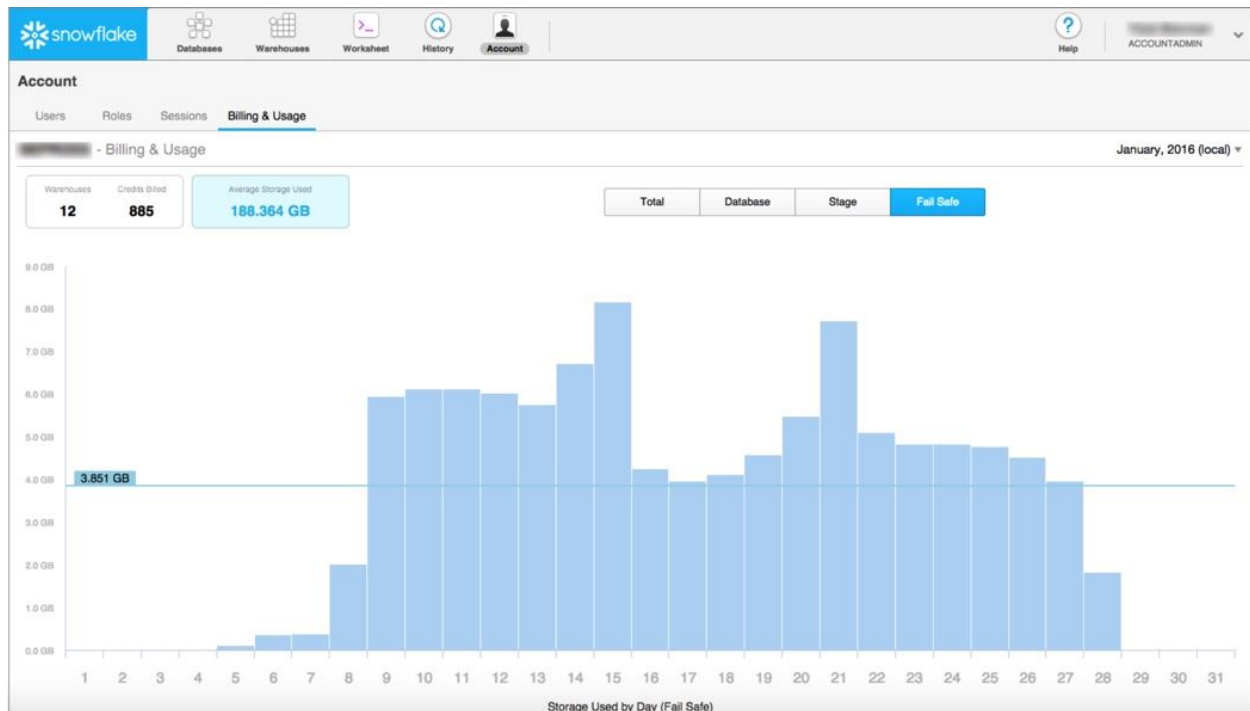 snowflake
Databases Warehouses Worksheet History Account Help ACCOUNTADMIN
Account
Users Roles Sessions Billing & Usage
- Billing & Usage January, 2016 (local)
Warehouses Credits Billed Average Storage Used
12 885 188.364 GB
Total Database Stage Fail Safe
9.0 GB
8.0 GB
7.0 GB
6.0 GB
5.0 GB
4.0 GB
3.851 GB
3.0 GB
2.0 GB
1.0 GB
0.0 GB
1 2 3 4 5 6 7 8 9 10 11 12 13 14 15 16 17 18 19 20 21 22 23 24 25 26 27 28 29 30 31
Storage Used by Day (Fail Safe)